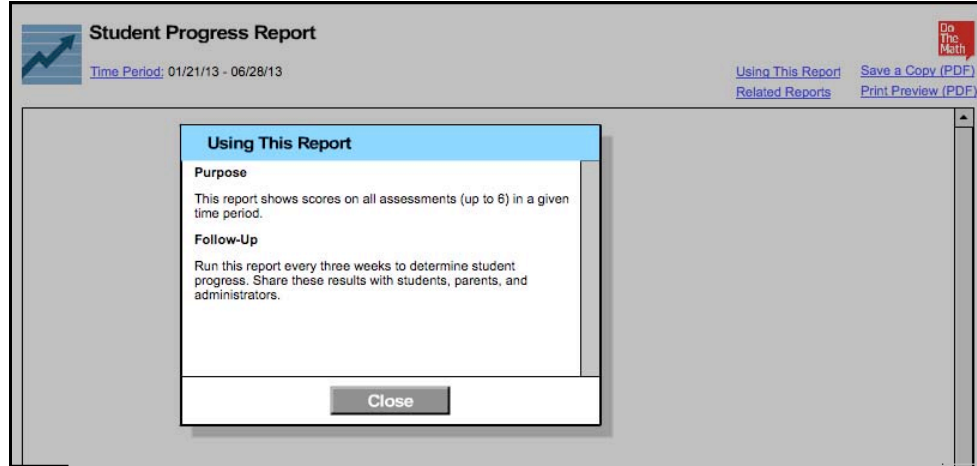 Student Progress Report
Do
The
Math
Time Period: 01/21/13 - 06/28/13
Using This Report Save a Copy (PDF)
Related Reports Print Preview (PDF)
Using This Report
Purpose
This report shows scores on all assessments (up to 6) in a given
time period.
Follow-Up
Run this report every three weeks to determine student
progress. Share these results with students, parents, and
administrators.
Close